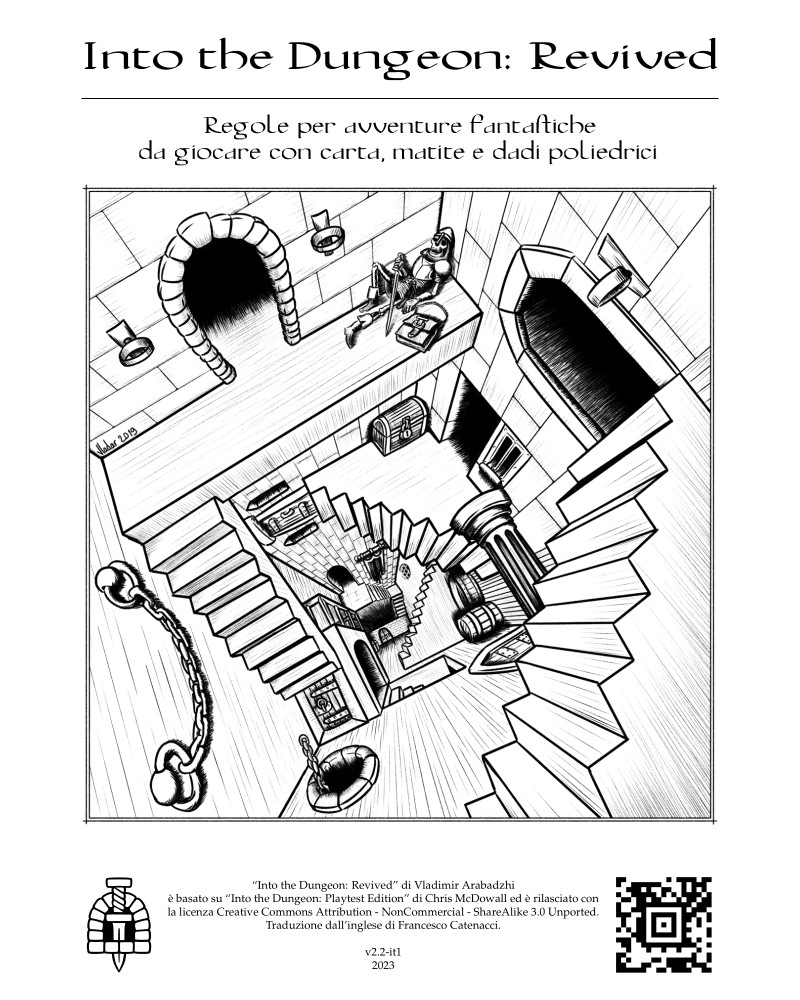 Into the Dungeon: Revived
Regole per avventure fantastiche
da giocare con carta, matite e dadi poliedrici
Vladar 2019
“Into the Dungeon: Revived” di Vladimir Arabadzhi
è basato su “Into the Dungeon: Playtest Edition” di Chris McDowall ed è rilasciato con
la licenza Creative Commons Attribution - NonCommercial - ShareAlike 3.0 Unported.
Traduzione dall’inglese di Francesco Catenacci.
v2.2-it1
2023